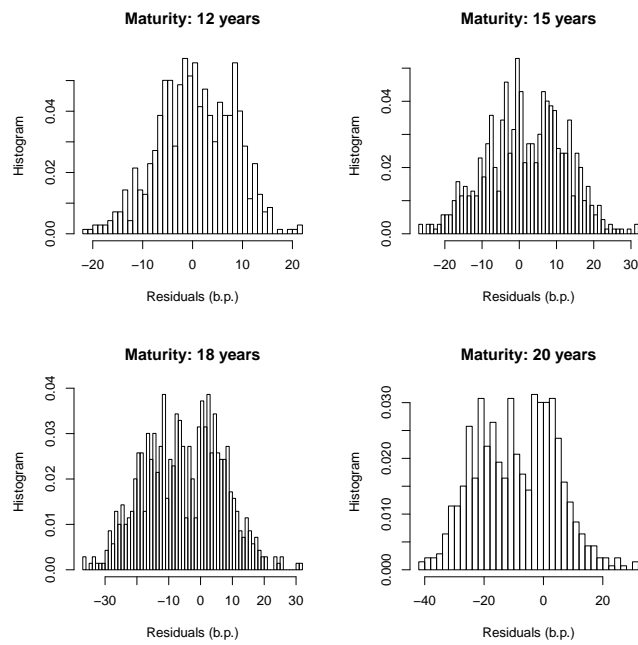 Maturity: 12 years
Histogram
0.00 0.02 0.04
−20 −10 0 10 20
Residuals (b.p.)
Maturity: 15 years
Histogram
0.00 0.02 0.04
−20 −10 0 10 20 30
Residuals (b.p.)
Maturity: 18 years
Histogram
0.00 0.01 0.02 0.03 0.04
−30 −10 0 10 20 30
Residuals (b.p.)
Maturity: 20 years
Histogram
0.000 0.010 0.020 0.030
−40 −20 0 20
Residuals (b.p.)